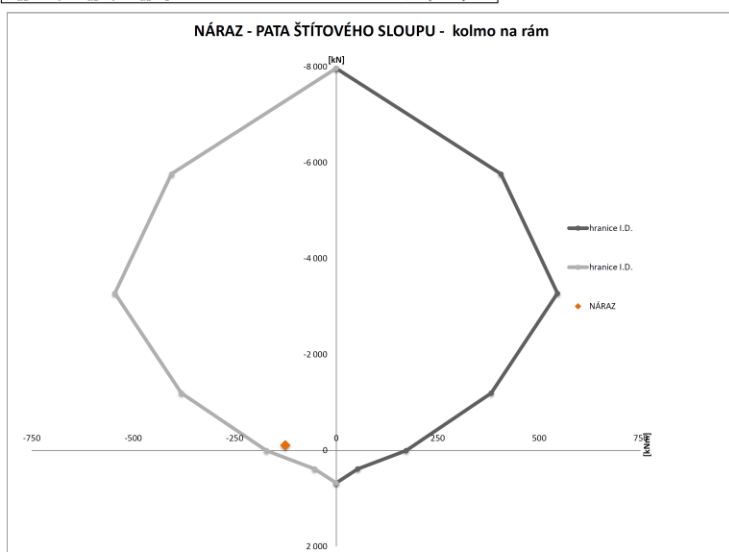 NÁRAZ - PATA ŠTÍTOVÉHO SLOUPU - kolmo na rám
[kN]
-8 000
-6 000
hranice I.D.
-4 000
hranice I.D.
NÁRAZ
-2 000
-750
-500
-250
0
250
500
750
[kNm]
0
2 000